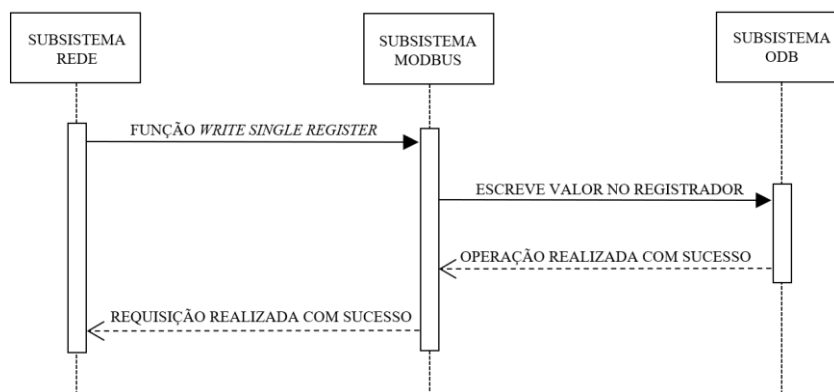 SUBSISTEMA
REDE
SUBSISTEMA
MODBUS
SUBSISTEMA
ODB
FUNÇÃO WRITE SINGLE REGISTER
ESCREVE VALOR NO REGISTRADOR
OPERAÇÃO REALIZADA COM SUCESSO
REQUISIÇÃO REALIZADA COM SUCESSO